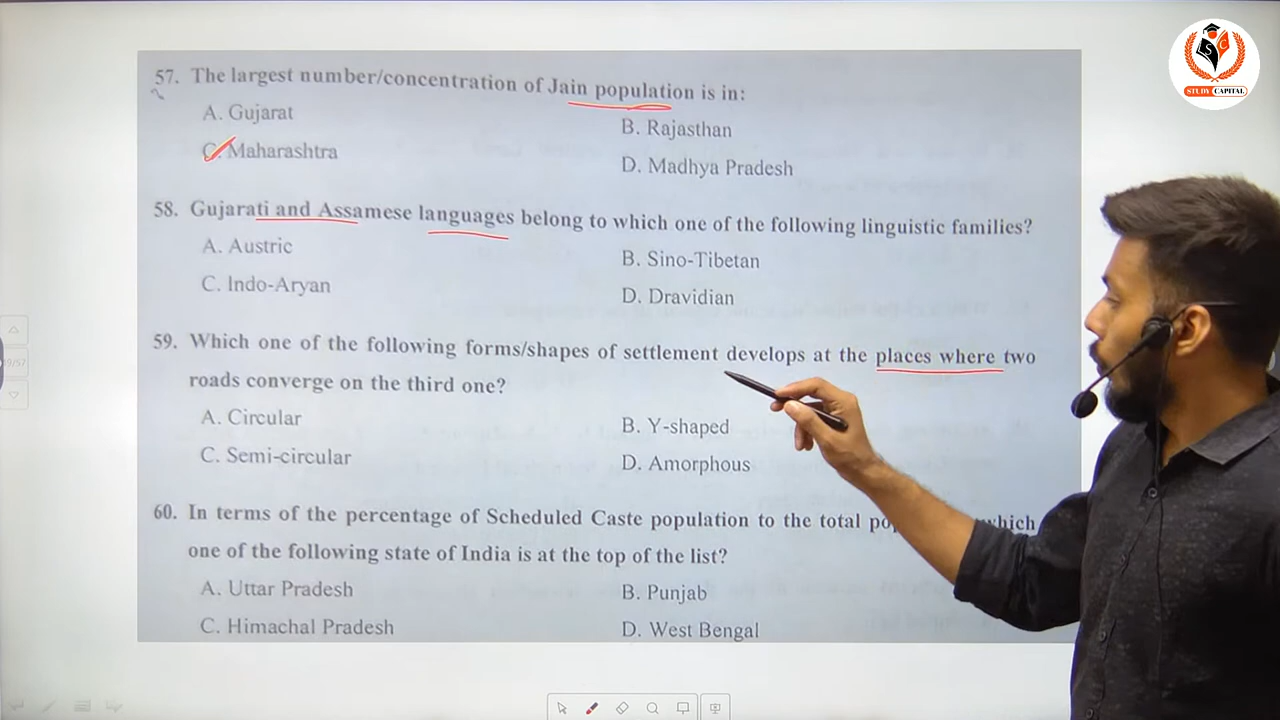 STUDY CAPITAL
S C
57. The largest number/concentration of Jain population is in:
A. Gujarat
B. Rajasthan
C. Maharashtra
D. Madhya Pradesh
58. Gujarati and Assamese languages belong to which one of the following linguistic families?
A. Austric
B. Sino-Tibetan
C. Indo-Aryan
D. Dravidian
59. Which one of the following forms/shapes of settlement develops at the places where two
roads converge on the third one?
A. Circular
B. Y-shaped
C. Semi-circular
D. Amorphous
60. In terms of the percentage of Scheduled Caste population to the total which
one of the following state of India is at the top of the list?
A. Uttar Pradesh
B. Punjab
C. Himachal Pradesh
D. West Bengal